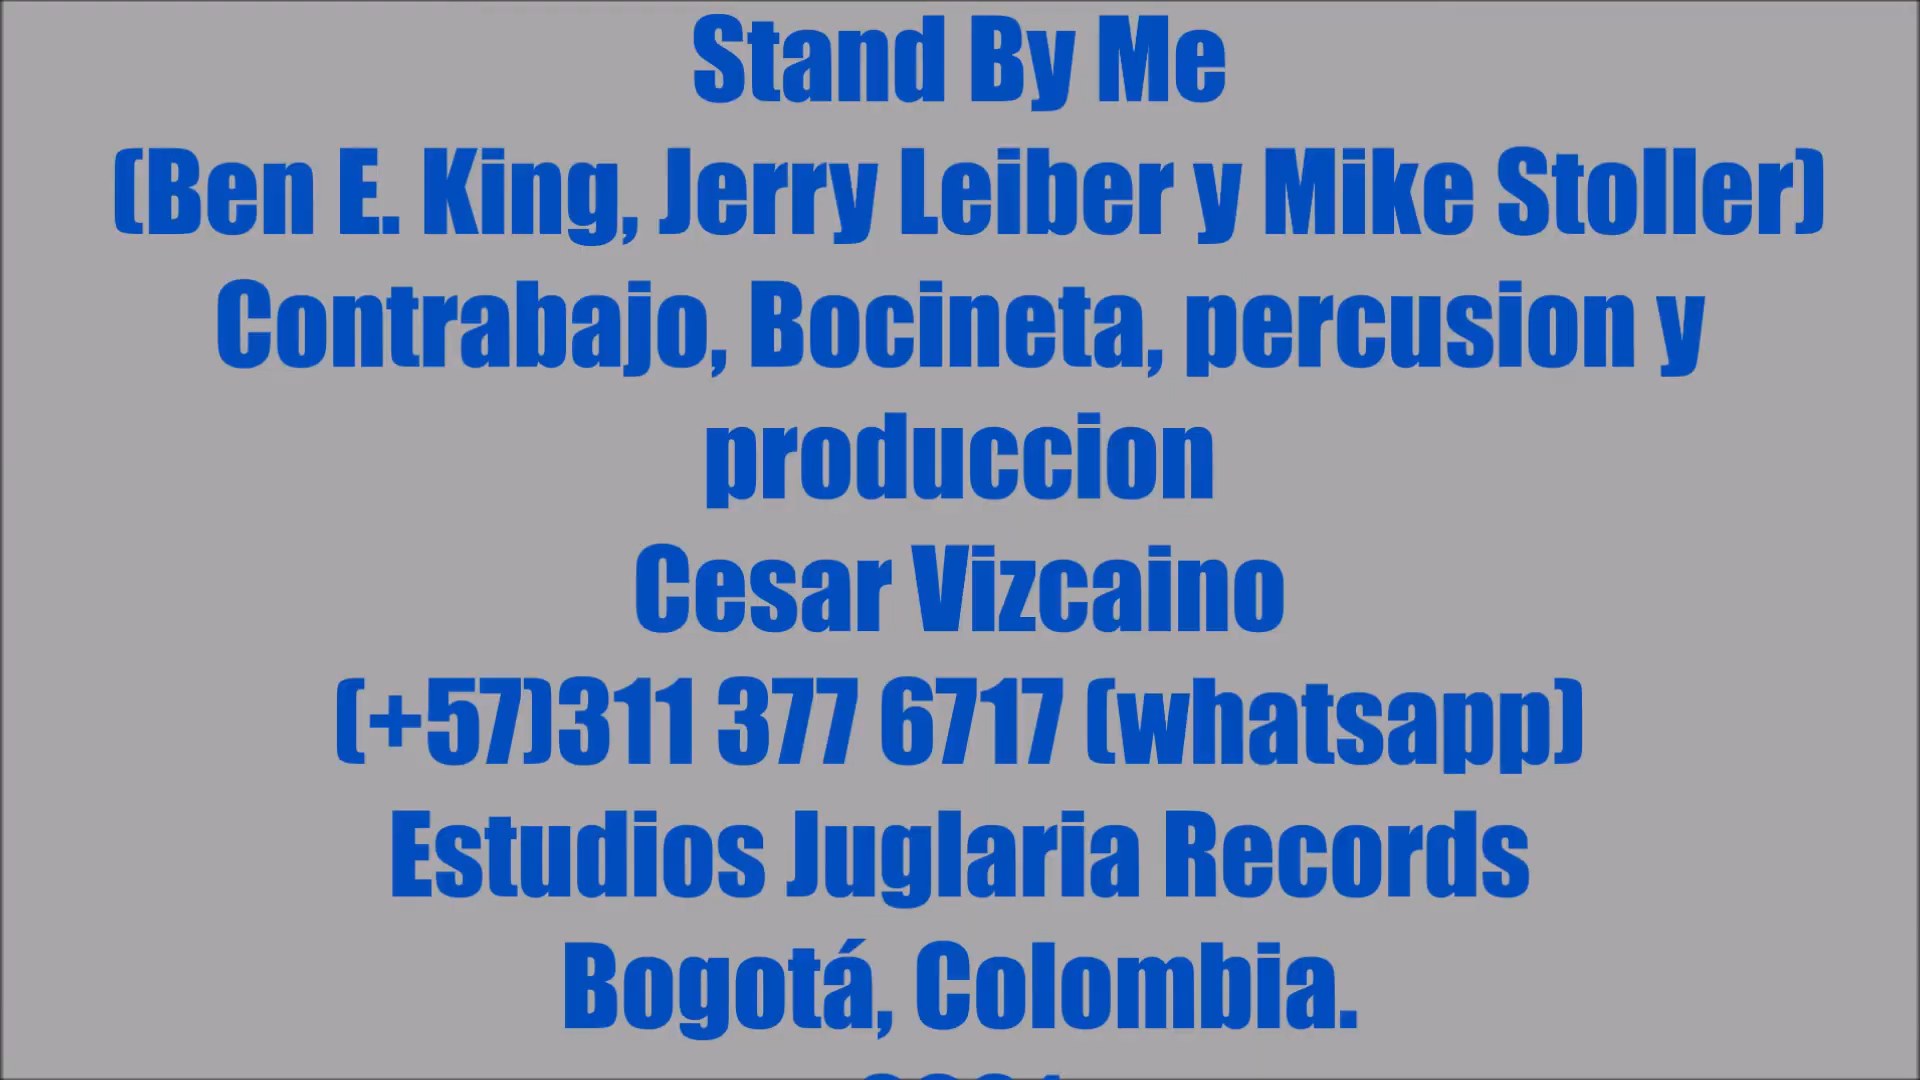 Stand By Me
(Ben E. King, Jerry Leiber y Mike Stoller)
Contrabajo, Bocineta, percusion y
produccion
Cesar Vizcaino
(+57)311 377 6717 (whatsapp)
Estudios Juglaria Records
Bogotá, Colombia.